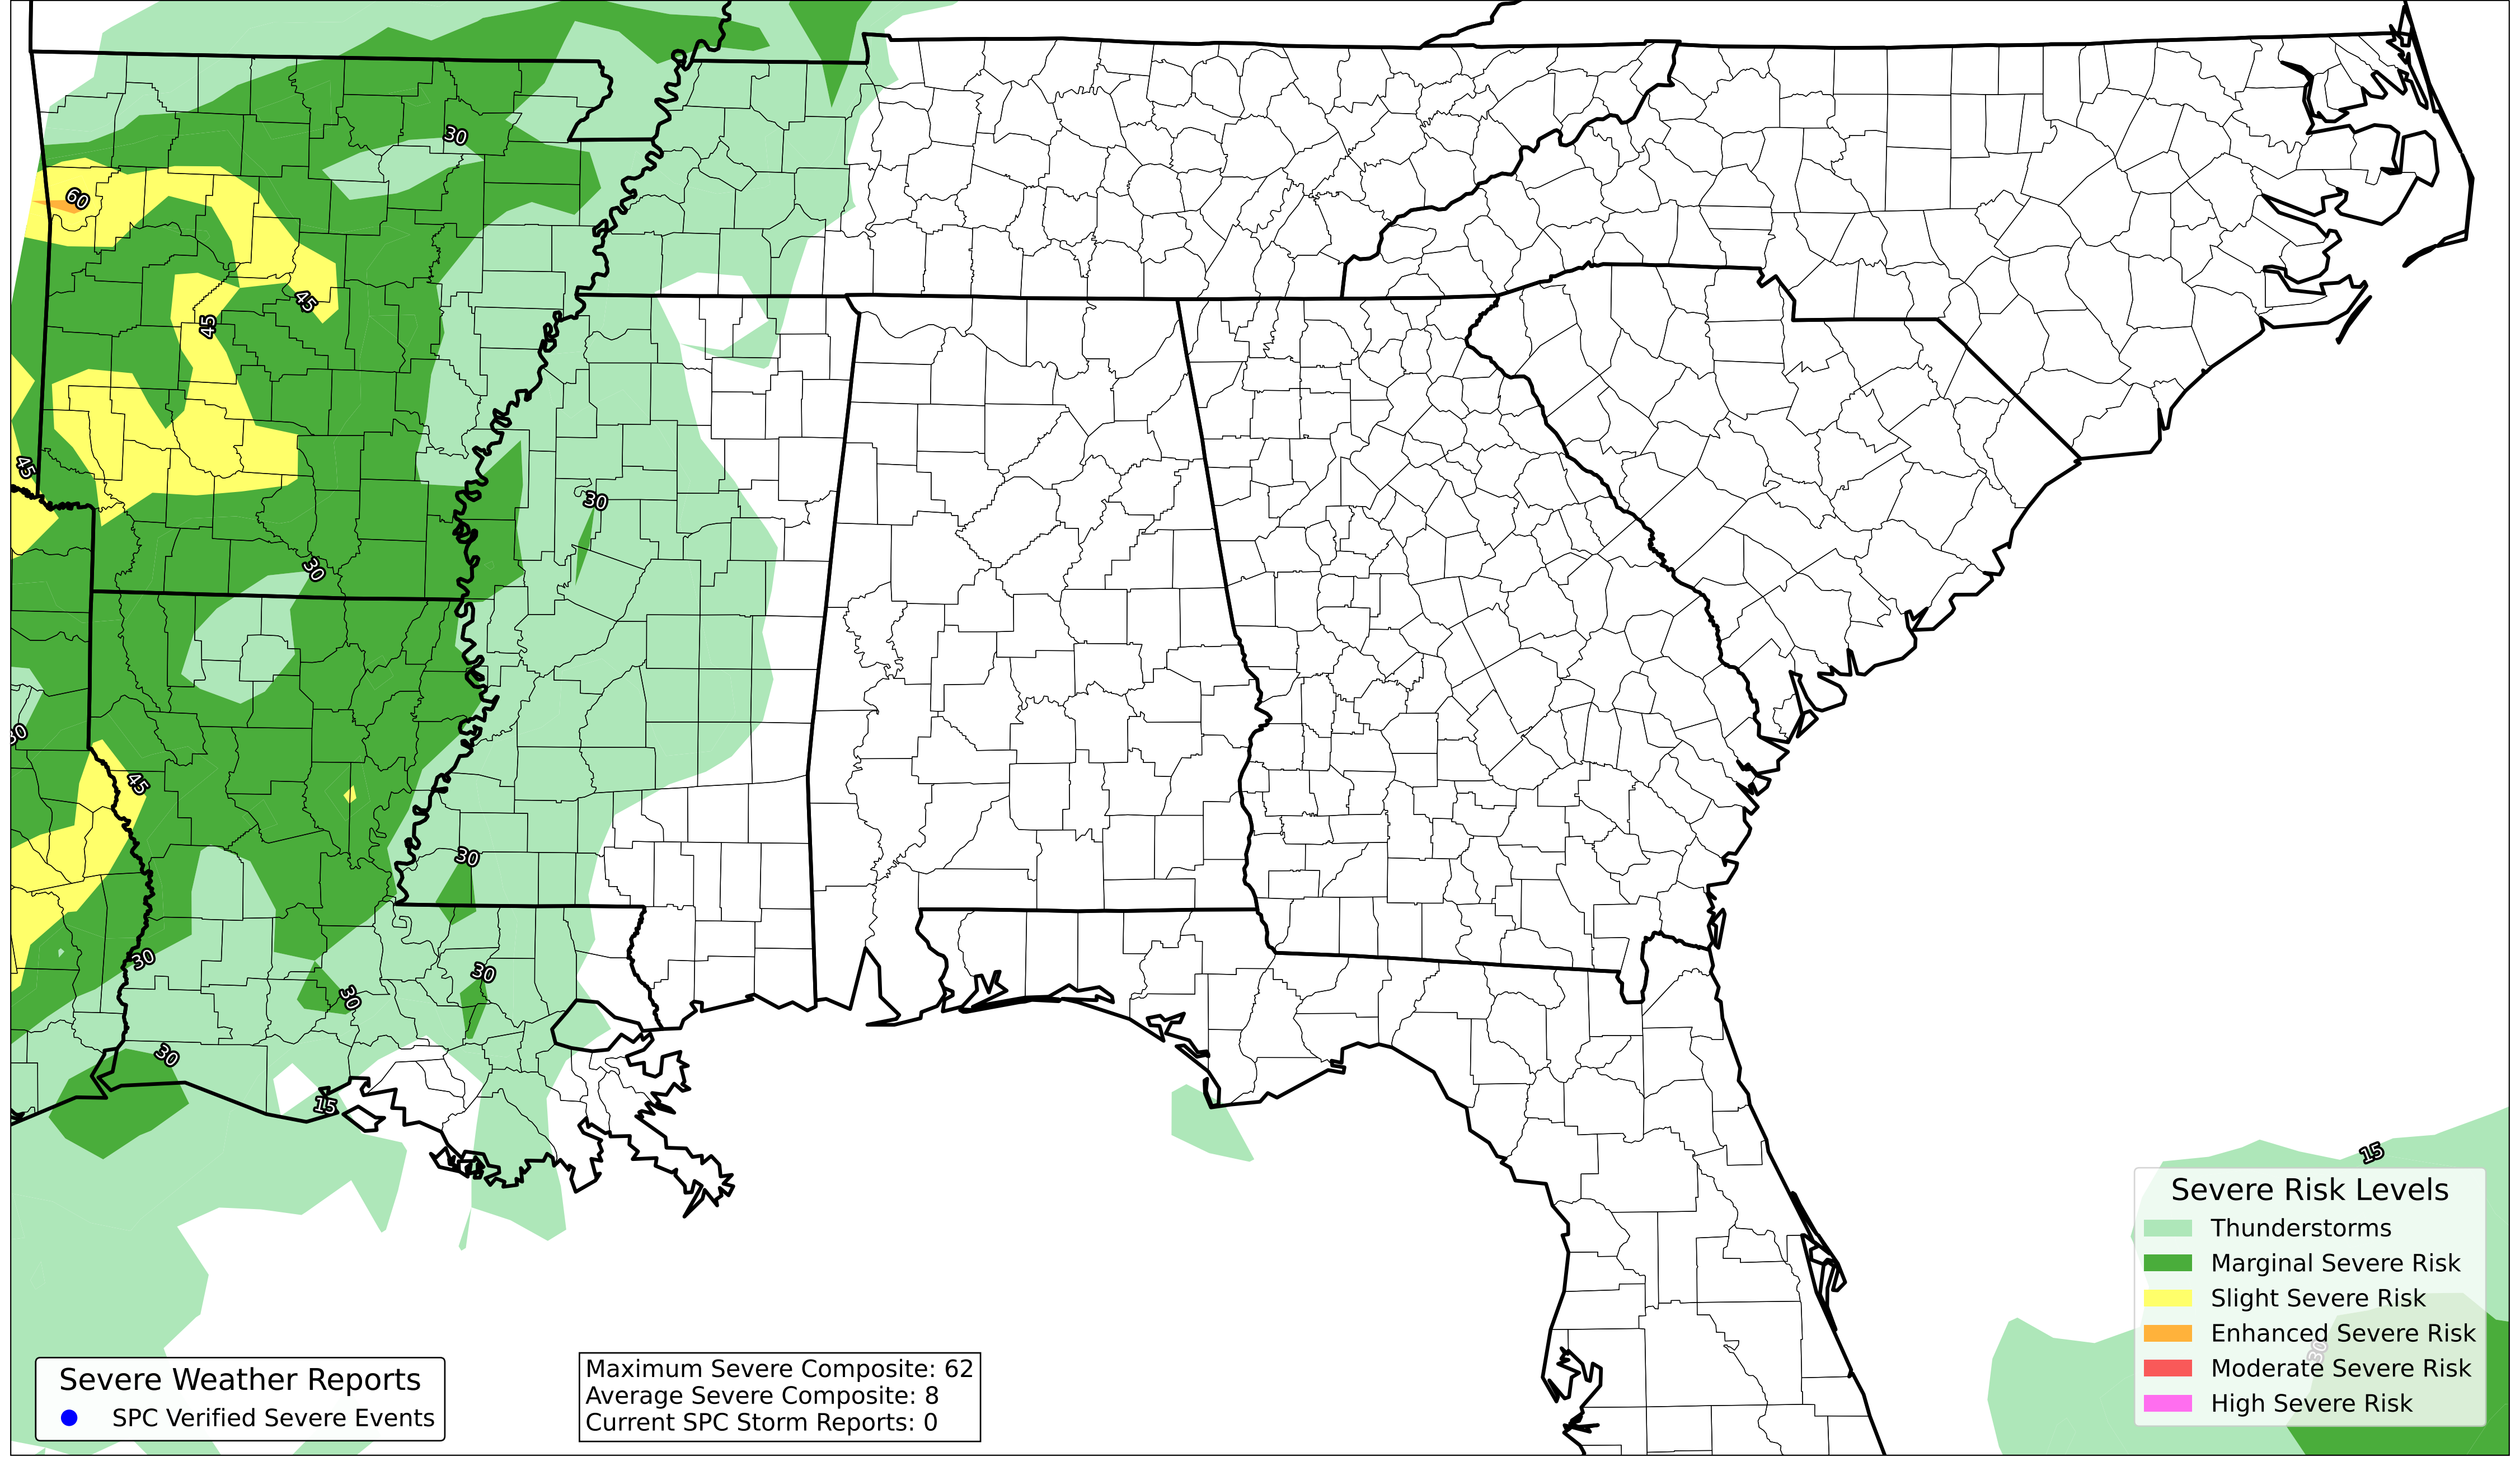 30
60
45
45
45
30
30
45
30
30
30
30
30
15
15
30
Severe Risk Levels
Thunderstorms
Marginal Severe Risk
Slight Severe Risk
Enhanced Severe Risk
Moderate Severe Risk
High Severe Risk
Severe Weather Reports
SPC Verified Severe Events
Maximum Severe Composite: 62
Average Severe Composite: 8
Current SPC Storm Reports: 0